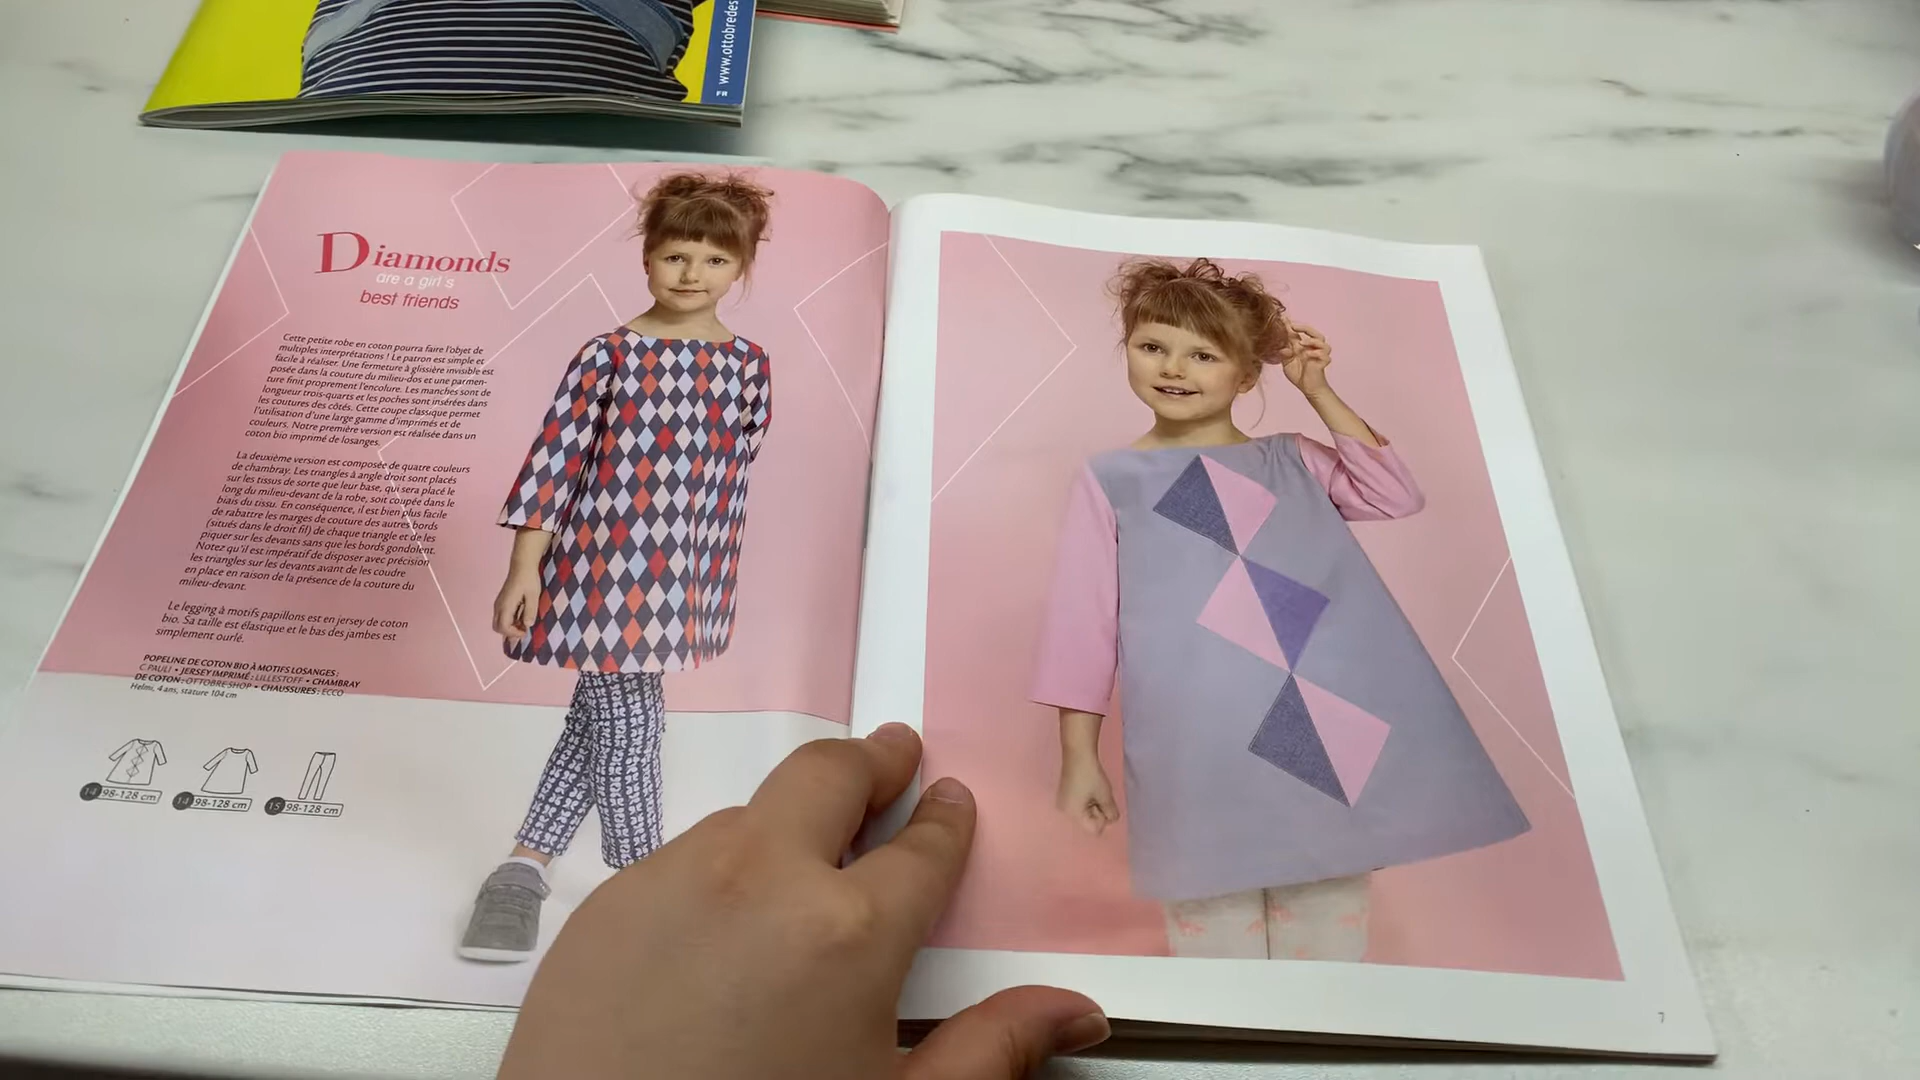 www.ottobredes
FR
Diamonds
are a girl s
best friends
Cette petite robe en coton pourra faire l'objet de
multiples interprétations ! Le patron est simple et
facile à réaliser. Une fermeture à glissière invisible est
posée dans la couture du milieu-dos et une parmen-
ture finit proprement l'encolure. Les manches sont de
longueur trois-quarts et les poches sont insérées dans
les coutures des côtés. Cette coupe classique permet
l'utilisation d'une large gamme d'imprimés et de
couleurs. Notre première version est réalisée dans un
coton bio imprimé de losanges.
La deuxième version est composée de quatre couleurs
de chambray. Les triangles à angle droit sont placés
sur les tissus de sorte que leur base, qui sera placé le
long du milieu-devant de la robe, soit coupée dans le
biais du tissu. En conséquence, il est bien plus facile
de rabattre les marges de couture des autres bords
(situés dans le droit fil) de chaque triangle et de les
piquer sur les devants sans que les bords gondolent.
Notez qu'il est impératif de disposer avec précision
les triangles sur les devants avant de les coudre
en place en raison de la présence de la couture du
milieu-devant.
Le legging à motifs papillons est en jersey de coton
bio. Sa taille est élastique et le bas des jambes est
simplement ourlé.
POPELINE DE COTON BIO À MOTIFS LOSANGES :
C.PAULI • JERSEY IMPRIMÉ : LILLESTOFF • CHAMBRAY
DE COTON : OTTOBRE SHOP • CHAUSSURES : ECCO
Helmi, 4 ans, stature 104 cm
14 98-128 cm
14 98-128 cm
15 98-128 cm
7